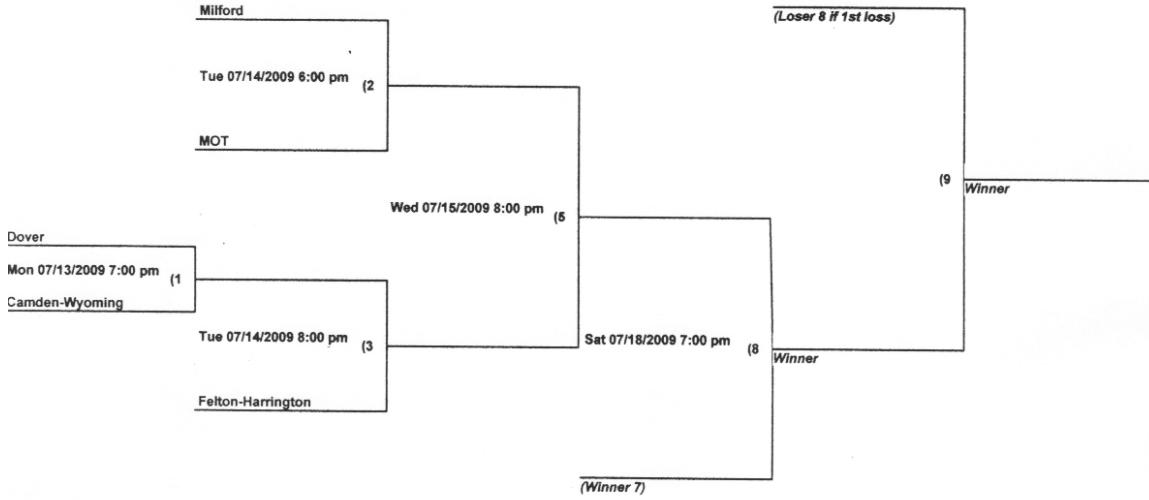 Milford
(Loser 8 if 1st loss)
Tue 07/14/2009 6:00 pm (2
MOT
(9 Winner
Wed 07/15/2009 8:00 pm (5
Dover
Mon 07/13/2009 7:00 pm (1
Camden-Wyoming
Tue 07/14/2009 8:00 pm (3
Sat 07/18/2009 7:00 pm (8 Winner
Felton-Harrington
(Winner 7)